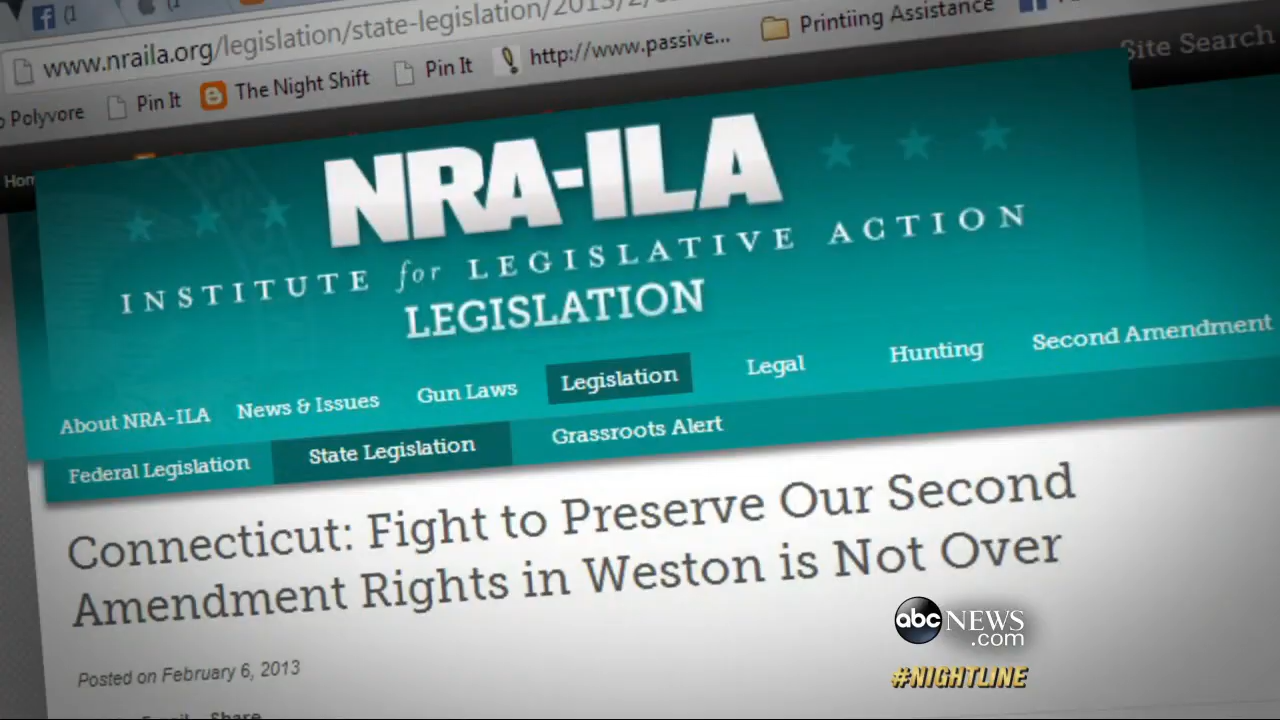 (1
(1
www.nraila.org/legislation/state-legislation/2013/2/
Polyvore
Pin It
The Night Shift
Pin It
http://www.passive...
Printiing Assistance
Site Search
NRA-ILA
INSTITUTE for LEGISLATIVE ACTION
LEGISLATION
About NRA-ILA News & Issues Gun Laws Legislation Legal Hunting Second Amendment
Federal Legislation State Legislation Grassroots Alert
Connecticut: Fight to Preserve Our Second
Amendment Rights in Weston is Not Over
Posted on February 6, 2013
Share
abc NEWS
.com
#NIGHTLINE